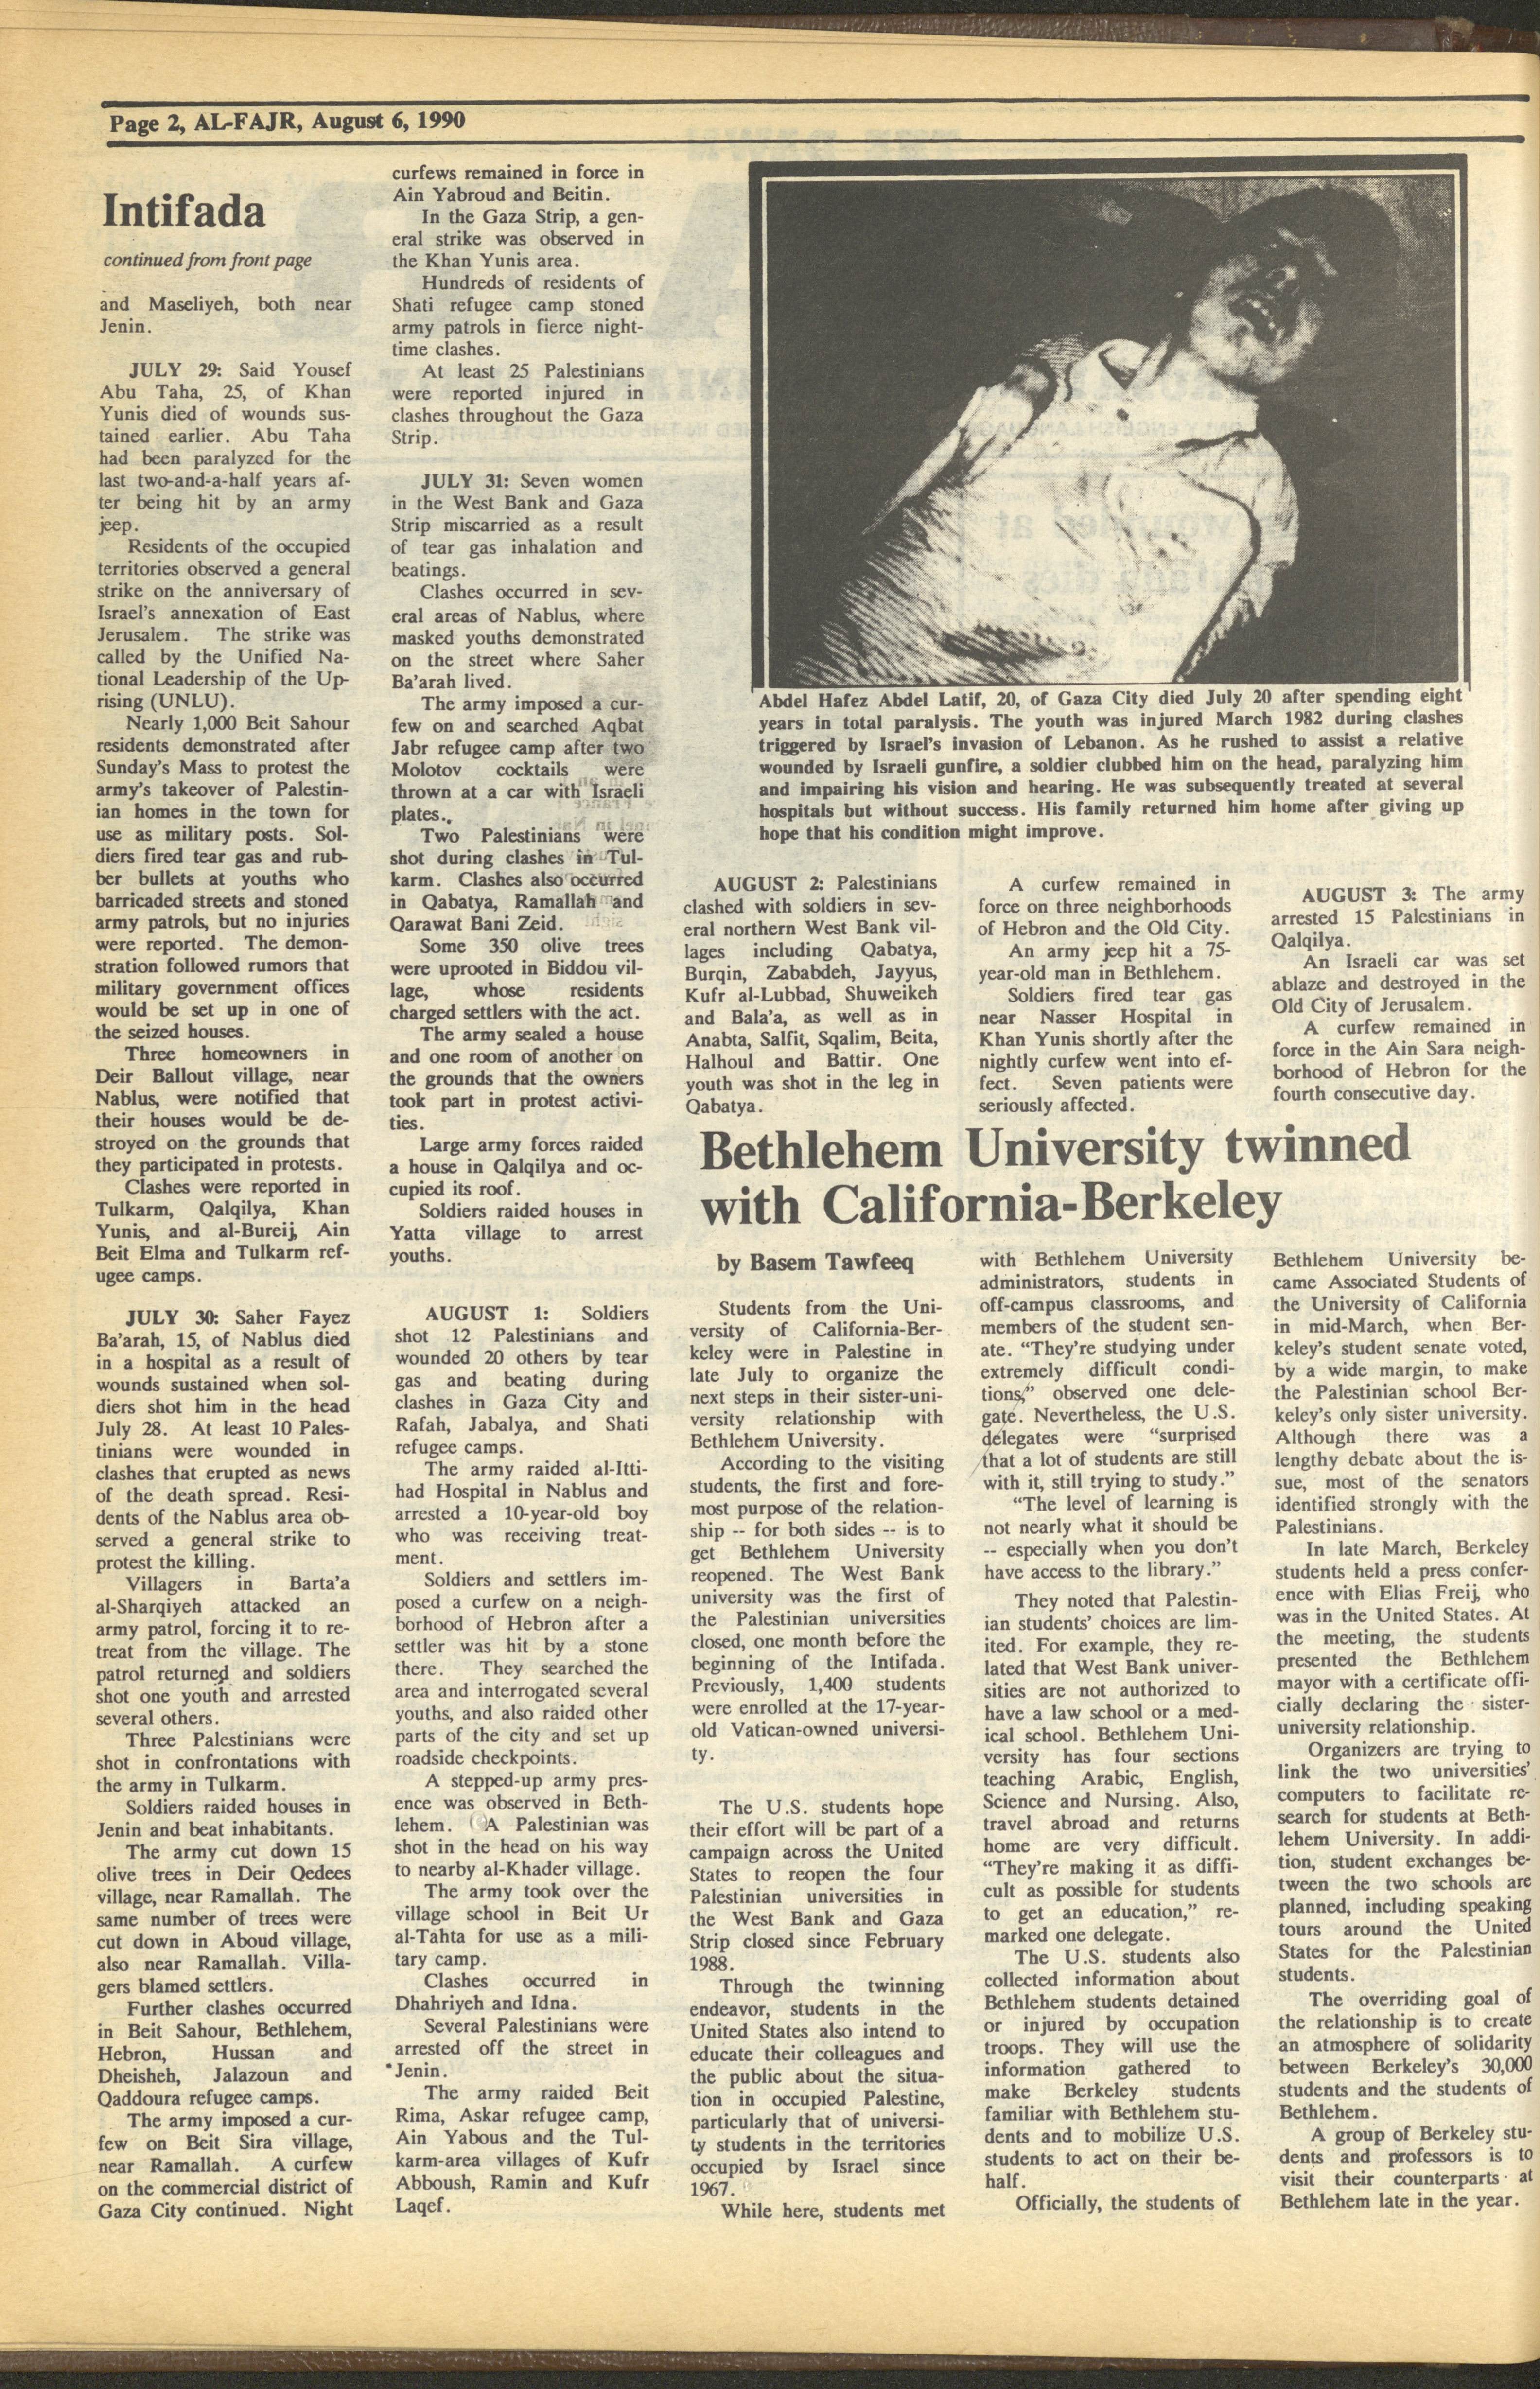 Page 2, AL-FAJR, August 6, 1990
Intifada
continued from front page
and Maseliyeh, both near
Jenin.
JULY 29: Said Yousef
Abu Taha, 25, of Khan
Yunis died of wounds sus-
tained earlier. Abu Taha
had been paralyzed for the
last two-and-a-half years af-
ter being hit by an army
jeep.
Residents of the occupied
territories observed a general
strike on the anniversary of
Israel's annexation of East
Jerusalem. The strike was
called by the Unified Na-
tional Leadership of the Up-
rising (UNLU).
Nearly 1,000 Beit Sahour
residents demonstrated after
Sunday's Mass to protest the
army's takeover of Palestin-
ian homes in the town for
use as military posts. Sol-
diers fired tear gas and rub-
ber bullets at youths who
barricaded streets and stoned
army patrols, but no injuries
were reported. The demon-
stration followed rumors that
military government offices
would be set up in one of
the seized houses.
Three homeowners in
Deir Ballout village, near
Nablus, were notified that
their houses would be de-
stroyed on the grounds that
they participated in protests.
Clashes were reported in
Tulkarm, Qalqilya, Khan
Yunis, and al-Bureij, Ain
Beit Elma and Tulkarm ref-
ugee camps.
JULY 30: Saher Fayez
Ba'arah, 15, of Nablus died
in a hospital as a result of
wounds sustained when sol-
diers shot him in the head
July 28. At least 10 Pales-
tinians were wounded in
clashes that erupted as news
of the death spread. Resi-
dents of the Nablus area ob-
served a general strike to
protest the killing.
Villagers in Barta'a
al-Sharqiyeh attacked an
army patrol, forcing it to re-
treat from the village. The
patrol returned and soldiers
shot one youth and arrested
several others.
Three Palestinians were
shot in confrontations with
the army in Tulkarm.
Soldiers raided houses in
Jenin and beat inhabitants.
The army cut down 15
olive trees in Deir Qedees
village, near Ramallah. The
same number of trees were
cut down in Aboud village,
also near Ramallah. Villa-
gers blamed settlers.
Further clashes occurred
in Beit Sahour, Bethlehem,
Hebron, Hussan and
Dheisheh, Jalazoun and
Qaddoura refugee camps.
The army imposed a cur-
few on Beit Sira village,
near Ramallah. A curfew
on the commercial district of
Gaza City continued. Night
curfews remained in force in
Ain Yabroud and Beitin.
In the Gaza Strip, a gen-
eral strike was observed in
the Khan Yunis area.
Hundreds of residents of
Shati refugee camp stoned
army patrols in fierce night-
time clashes.
At least 25 Palestinians
were reported injured in
clashes throughout the Gaza
Strip.
JULY 31: Seven women
in the West Bank and Gaza
Strip miscarried as a result
of tear gas inhalation and
beatings.
Clashes occurred in sev-
eral areas of Nablus, where
masked youths demonstrated
on the street where Saher
Ba'arah lived.
The army imposed a cur-
few on and searched Aqbat
Jabr refugee camp after two
Molotov cocktails were
thrown at a car with Israeli
plates.
Two Palestinians were
shot during clashes in Tul-
karm. Clashes also occurred
in Qabatya, Ramallah and
Qarawat Bani Zeid.
Some 350 olive trees
were uprooted in Biddou vil-
lage, whose residents
charged settlers with the act.
The army sealed a house
and one room of another on
the grounds that the owners
took part in protest activi-
ties.
Large army forces raided
a house in Qalqilya and oc-
cupied its roof.
Soldiers raided houses in
Yatta village to arrest
youths.
AUGUST 1: Soldiers
shot 12 Palestinians and
wounded 20 others by tear
gas and beating during
clashes in Gaza City and
Rafah, Jabalya, and Shati
refugee camps.
The army raided al-Itti-
had Hospital in Nablus and
arrested a 10-year-old boy
who was receiving treat-
ment.
Soldiers and settlers im-
posed a curfew on a neigh-
borhood of Hebron after a
settler was hit by a stone
there. They searched the
area and interrogated several
youths, and also raided other
parts of the city and set up
roadside checkpoints.
A stepped-up army pres-
ence was observed in Beth-
lehem. A Palestinian was
shot in the head on his way
to nearby al-Khader village.
The army took over the
village school in Beit Ur
al-Tahta for use as a mili-
tary camp.
Clashes occurred in
Dhahriyeh and Idna.
Several Palestinians were
arrested off the street in
Jenin.
The army raided Beit
Rima, Askar refugee camp,
Ain Yabous and the Tul-
karm-area villages of Kufr
Abboush, Ramin and Kufr
Laqef.
Abdel Hafez Abdel Latif, 20, of Gaza City died July 20 after spending eight
years in total paralysis. The youth was injured March 1982 during clashes
triggered by Israel's invasion of Lebanon. As he rushed to assist a relative
wounded by Israeli gunfire, a soldier clubbed him on the head, paralyzing him
and impairing his vision and hearing. He was subsequently treated at several
hospitals but without success. His family returned him home after giving up
hope that his condition might improve.
AUGUST 2: Palestinians
clashed with soldiers in sev-
eral northern West Bank vil-
lages including Qabatya,
Burqin, Zababdeh, Jayyus,
Kufr al-Lubbad, Shuweikeh
and Bala'a, as well as in
Anabta, Salfit, Sqalim, Beita,
Halhoul and Battir. One
youth was shot in the leg in
Qabatya.
A curfew remained in
force on three neighborhoods
of Hebron and the Old City.
An army jeep hit a 75-
year-old man in Bethlehem.
Soldiers fired tear gas
near Nasser Hospital in
Khan Yunis shortly after the
nightly curfew went into ef-
fect. Seven patients were
seriously affected.
AUGUST 3: The army
arrested 15 Palestinians in
Qalqilya.
An Israeli car was set
ablaze and destroyed in the
Old City of Jerusalem.
A curfew remained in
force in the Ain Sara neigh-
borhood of Hebron for the
fourth consecutive day.
Bethlehem University twinned
with California-Berkeley
by Basem Tawfeeq
Students from the Uni-
versity of California-Ber-
keley were in Palestine in
late July to organize the
next steps in their sister-uni-
versity relationship with
Bethlehem University.
According to the visiting
students, the first and fore-
most purpose of the relation-
ship -- for both sides -- is to
get Bethlehem University
reopened. The West Bank
university was the first of
the Palestinian universities
closed, one month before the
beginning of the Intifada.
Previously, 1,400 students
were enrolled at the 17-year-
old Vatican-owned universi-
ty.
The U.S. students hope
their effort will be part of a
campaign across the United
States to reopen the four
Palestinian universities in
the West Bank and Gaza
Strip closed since February
1988.
Through the twinning
endeavor, students in the
United States also intend to
educate their colleagues and
the public about the situa-
tion in occupied Palestine,
particularly that of universi-
ty students in the territories
occupied by Israel since
1967.
While here, students met
with Bethlehem University
administrators, students in
off-campus classrooms, and
members of the student sen-
ate. “They're studying under
extremely difficult condi-
tions,” observed one dele-
gate. Nevertheless, the U.S.
delegates were “surprised
that a lot of students are still
with it, still trying to study.”
“The level of learning is
not nearly what it should be
-- especially when you don't
have access to the library.”
They noted that Palestin-
ian students' choices are lim-
ited. For example, they re-
lated that West Bank univer-
sities are not authorized to
have a law school or a med-
ical school. Bethlehem Uni-
versity has four sections
teaching Arabic, English,
Science and Nursing. Also,
travel abroad and returns
home are very difficult.
“They're making it as diffi-
cult as possible for students
to get an education,” re-
marked one delegate.
The U.S. students also
collected information about
Bethlehem students detained
or injured by occupation
troops. They will use the
information gathered to
make Berkeley students
familiar with Bethlehem stu-
dents and to mobilize U.S.
students to act on their be-
half.
Officially, the students of
Bethlehem University be-
came Associated Students of
the University of California
in mid-March, when Ber-
keley's student senate voted,
by a wide margin, to make
the Palestinian school Ber-
keley's only sister university.
Although there was a
lengthy debate about the is-
sue, most of the senators
identified strongly with the
Palestinians.
In late March, Berkeley
students held a press confer-
ence with Elias Freij, who
was in the United States. At
the meeting, the students
presented the Bethlehem
mayor with a certificate offi-
cially declaring the sister-
university relationship.
Organizers are trying to
link the two universities'
computers to facilitate re-
search for students at Beth-
lehem University. In addi-
tion, student exchanges be-
tween the two schools are
planned, including speaking
tours around the United
States for the Palestinian
students.
The overriding goal of
the relationship is to create
an atmosphere of solidarity
between Berkeley's 30,000
students and the students of
Bethlehem.
A group of Berkeley stu-
dents and professors is to
visit their counterparts at
Bethlehem late in the year.